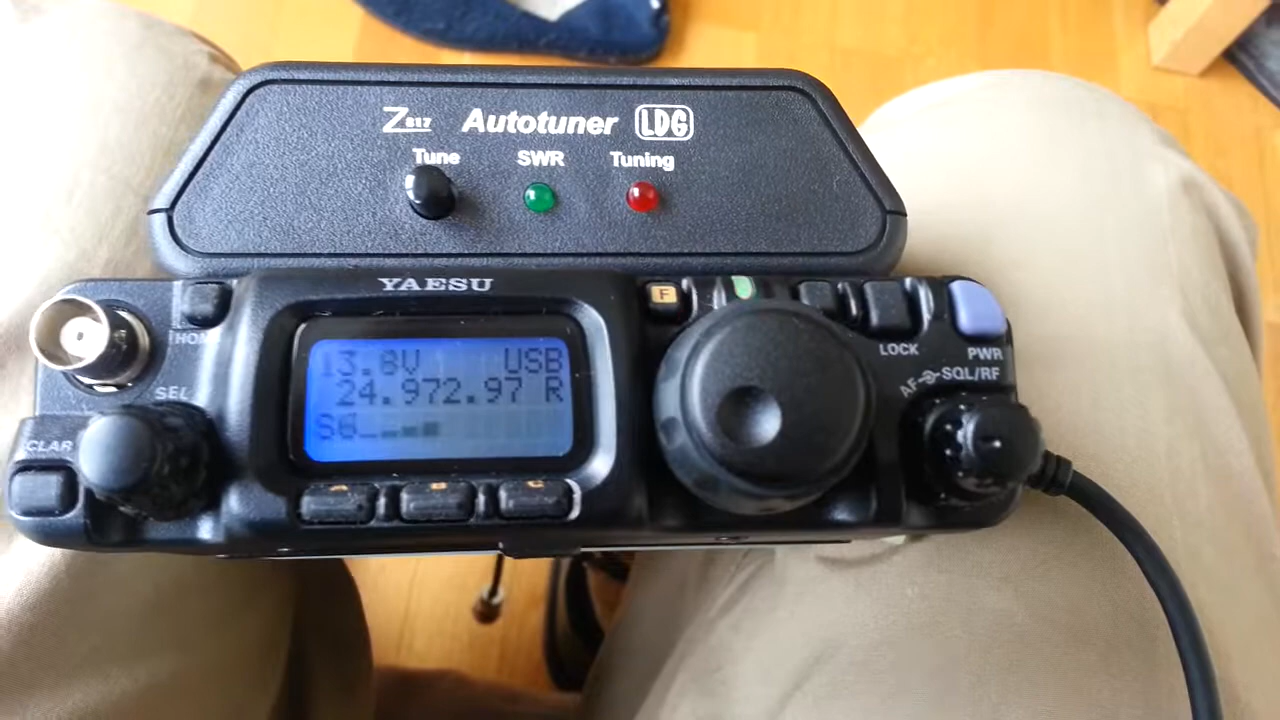 Z817 Autotuner LDG
Tune SWR Tuning
YAESU
F
HOME
LOCK
PWR
AF SQL/RF
SEL
CLAR
13.8V USB
24.972.97 R
S6
A B C